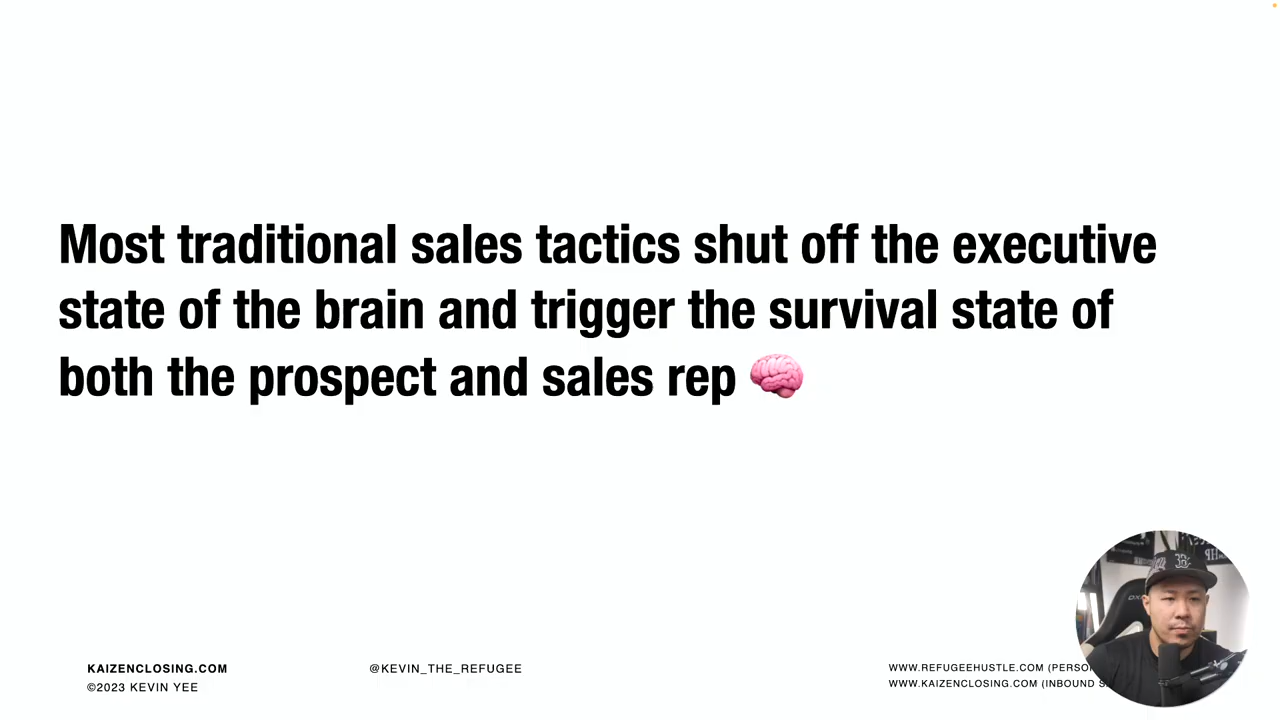 Most traditional sales tactics shut off the executive
state of the brain and trigger the survival state of
both the prospect and sales rep 🧠
KAIZENCLOSING.COM
©2023 KEVIN YEE
@KEVIN_THE_REFUGEE
WWW.REFUGEEHUSTLE.COM
WWW.KAIZENCLOSING.COM (INBOUND